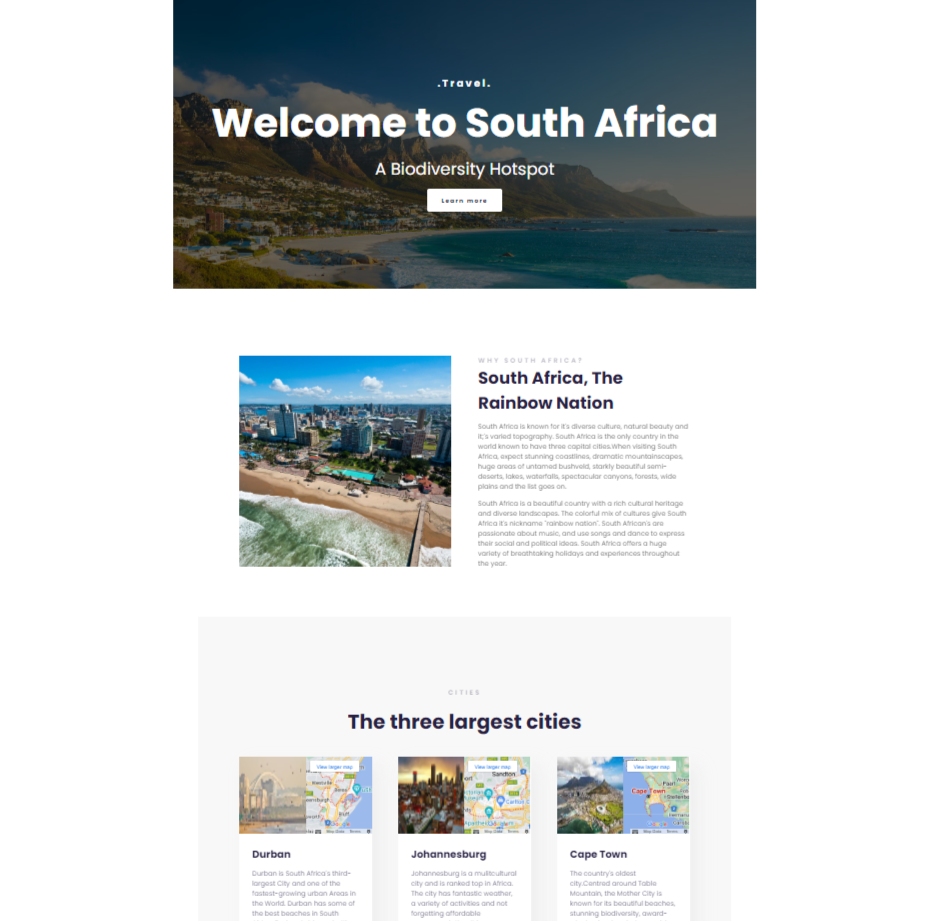 .Travel.
Welcome to South Africa
A Biodiversity Hotspot
Learn more
WHY SOUTH AFRICA?
South Africa, The
Rainbow Nation
South Africa is known for it's diverse culture, natural beauty and
it;'s varied topography. South Africa is the only country in the
world known to have three capital cities.When visiting South
Africa, expect stunning coastlines, dramatic mountainscapes,
huge areas of untamed bushveld, starkly beautiful semi-
deserts, lakes, waterfalls, spectacular canyons, forests, wide
plains and the list goes on.
South Africa is a beautiful country with a rich cultural heritage
and diverse landscapes. The colorful mix of cultures give South
Africa it's nickname "rainbow nation". South African's are
passionate about music, and use songs and dance to express
their social and political ideas. South Africa offers a huge
variety of breathtaking holidays and experiences throughout
the year.
CITIES
The three largest cities
View larger map
Map Data Terms
Durban
Durban is South Africa's third-
largest City and one of the
fastest-growing urban Areas in
the World. Durban has some of
the best beaches in South
View larger map
Sandton
Map Data Terms
Johannesburg
Johannesburg is a multicultural
city and is ranked top in Africa.
The city has fantastic weather,
a variety of activities and not
forgetting affordable
View larger map
Cape Town
Map Data Terms
Cape Town
The country's oldest
city.Centred around Table
Mountain, the Mother City is
known for its beautiful beaches,
stunning biodiversity, award-